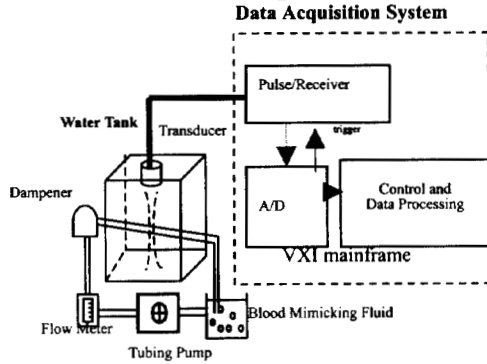 Data Acquisition System
Pulse/Receiver
Water Tank
Transducer
trigger
Dampener
A/D
Control and
Data Processing
VXI mainframe
Blood Mimicking Fluid
Flow Meter
Tubing Pump